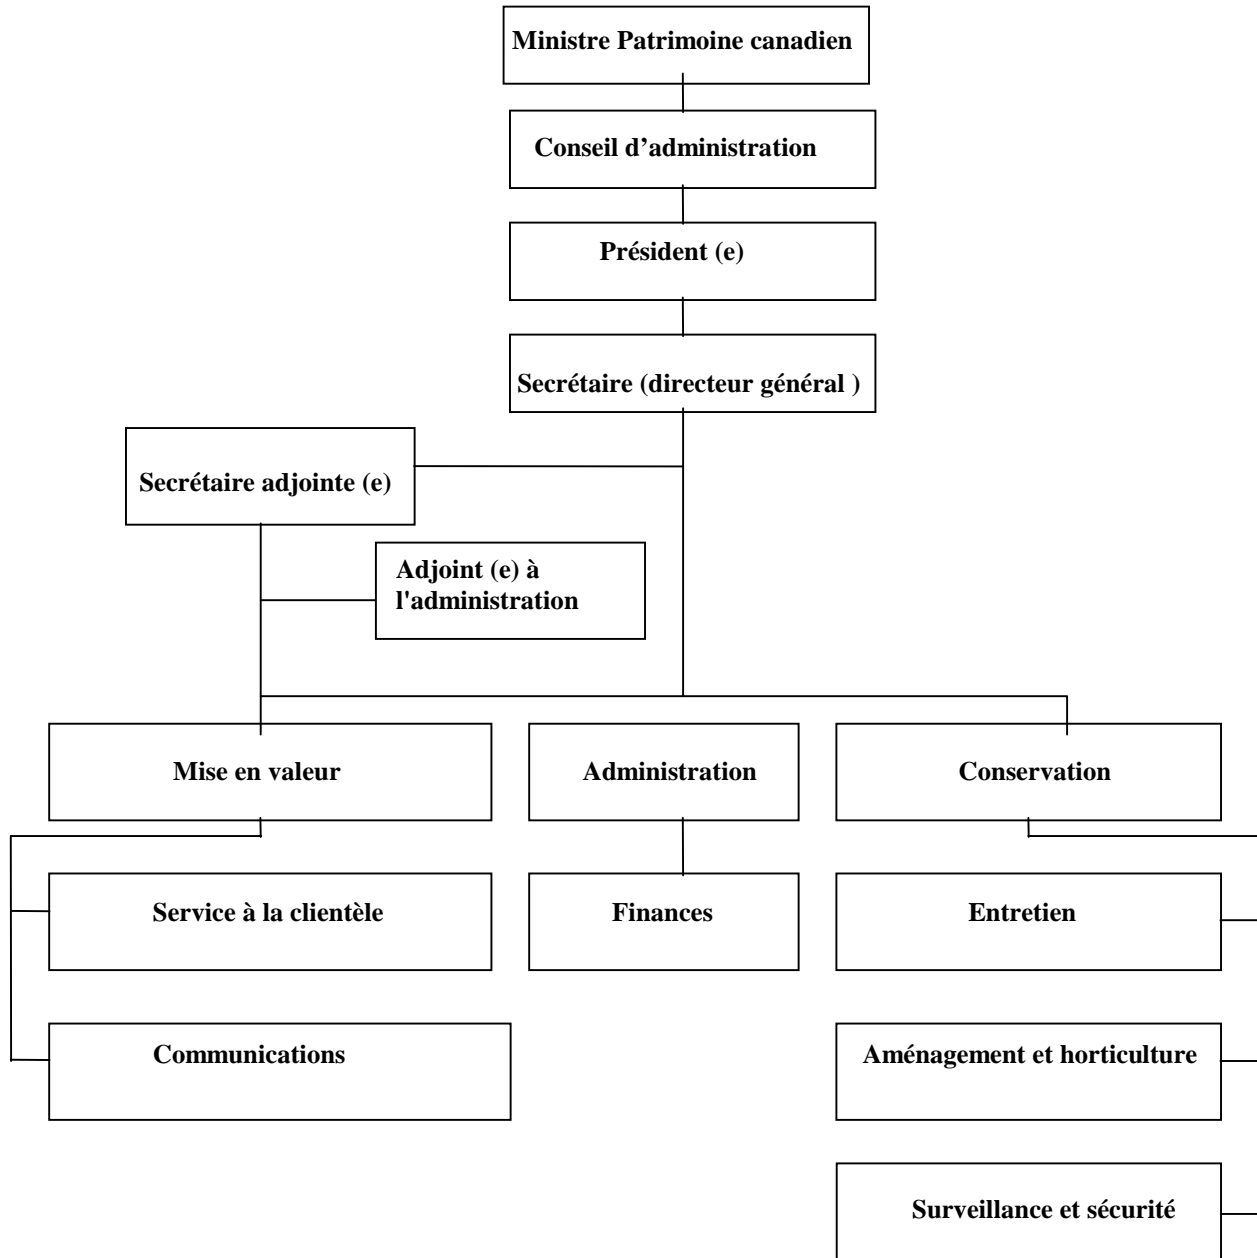 Ministre Patrimoine canadien
Conseil d’administration
Président (e)
Secrétaire (directeur général )
Secrétaire adjointe (e)
Adjoint (e) à
l'administration
Mise en valeur
Administration
Conservation
Service à la clientèle
Finances
Entretien
Communications
Aménagement et horticulture
Surveillance et sécurité